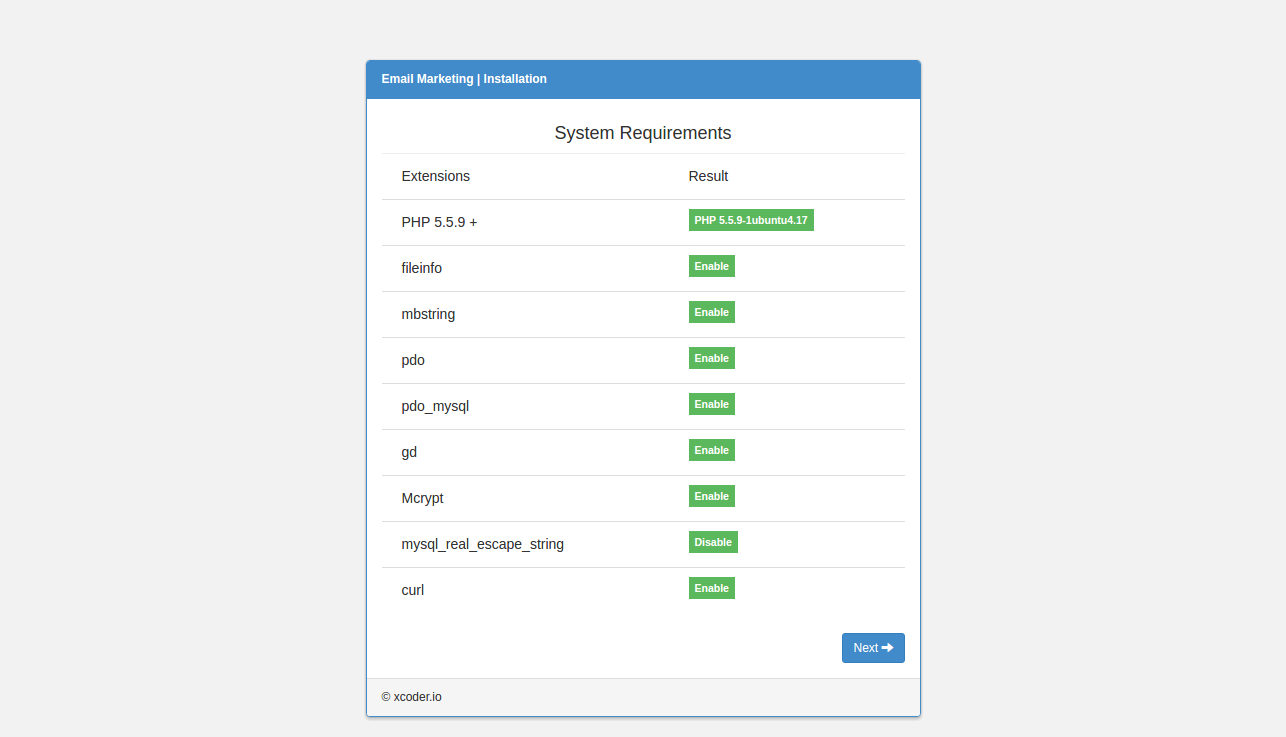 Email Marketing | Installation
System Requirements
Extensions Result
PHP 5.5.9 + PHP 5.5.9-1ubuntu4.17
fileinfo Enable
mbstring Enable
pdo Enable
pdo_mysql Enable
gd Enable
Mcrypt Enable
mysql_real_escape_string Disable
curl Enable
Next
© xcoder.io